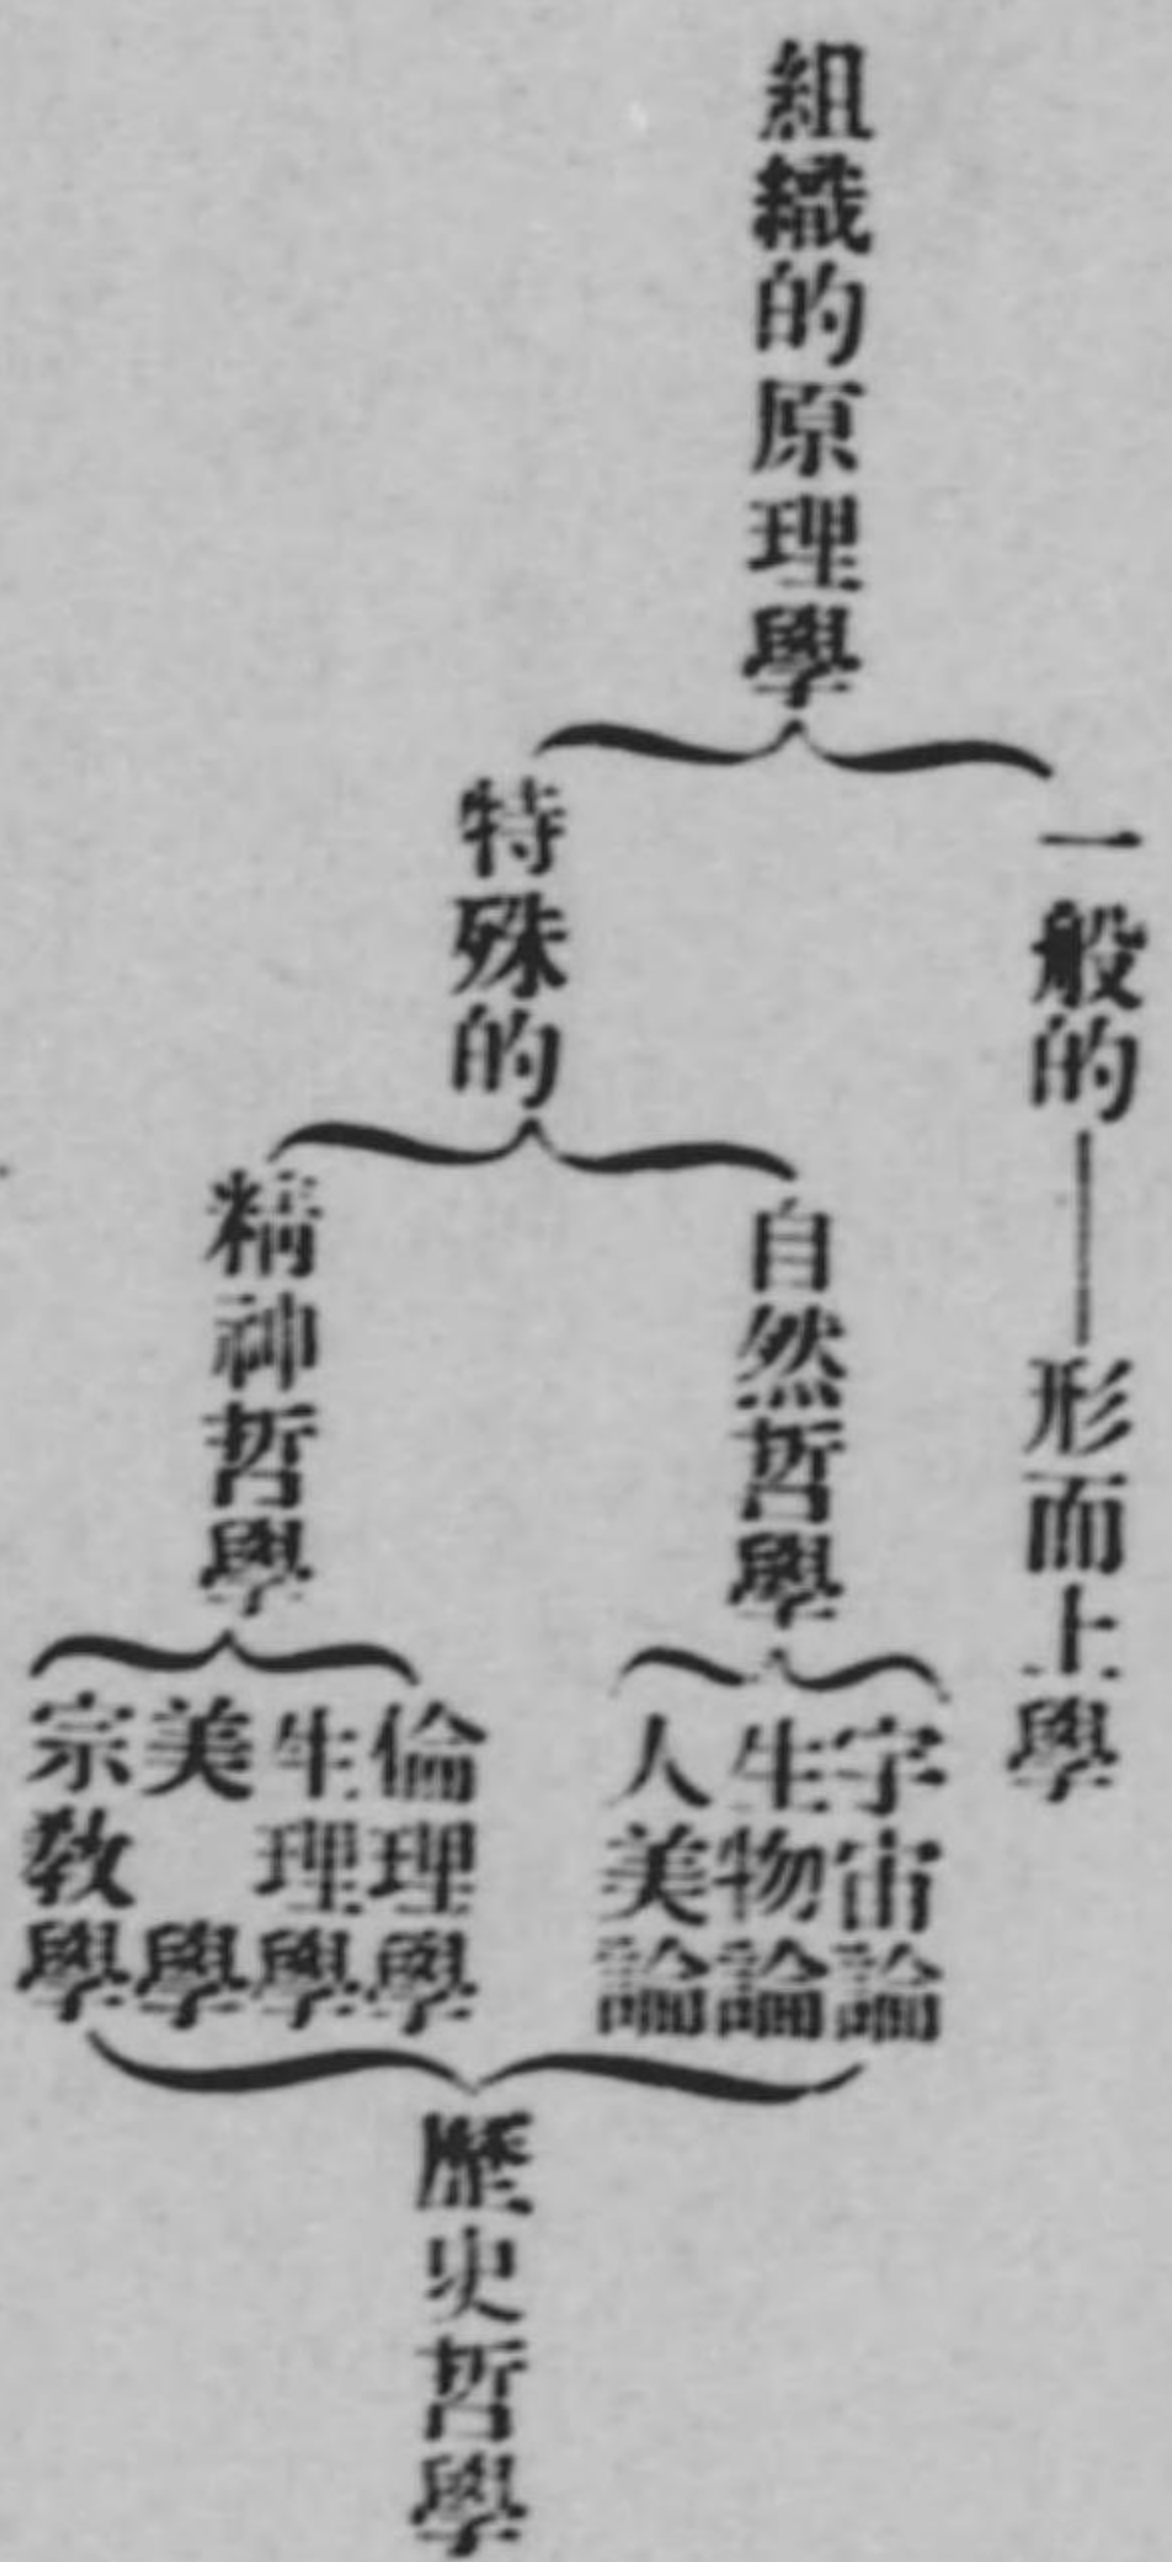 組織的原理學
一般的――形而上學
特殊的
自然哲學
宇宙論
生物論
人美論
精神哲學
倫理學
生理學
美學
宗敎學
歷史哲學